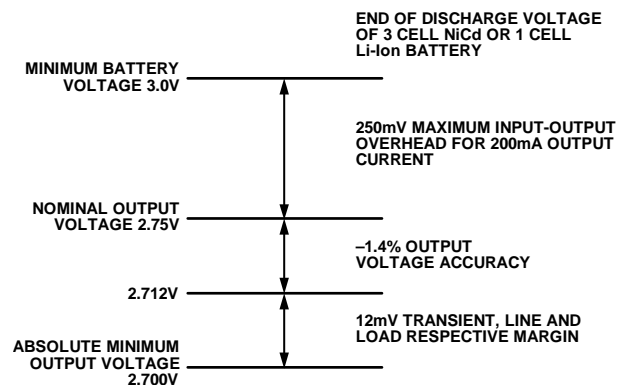 END OF DISCHARGE VOLTAGE
OF 3 CELL NiCd OR 1 CELL
Li-Ion BATTERY
MINIMUM BATTERY
VOLTAGE 3.0V
250mV MAXIMUM INPUT-OUTPUT
OVERHEAD FOR 200mA OUTPUT
CURRENT
NOMINAL OUTPUT
VOLTAGE 2.75V
–1.4% OUTPUT
VOLTAGE ACCURACY
2.712V
12mV TRANSIENT, LINE AND
LOAD RESPECTIVE MARGIN
ABSOLUTE MINIMUM
OUTPUT VOLTAGE
2.700V